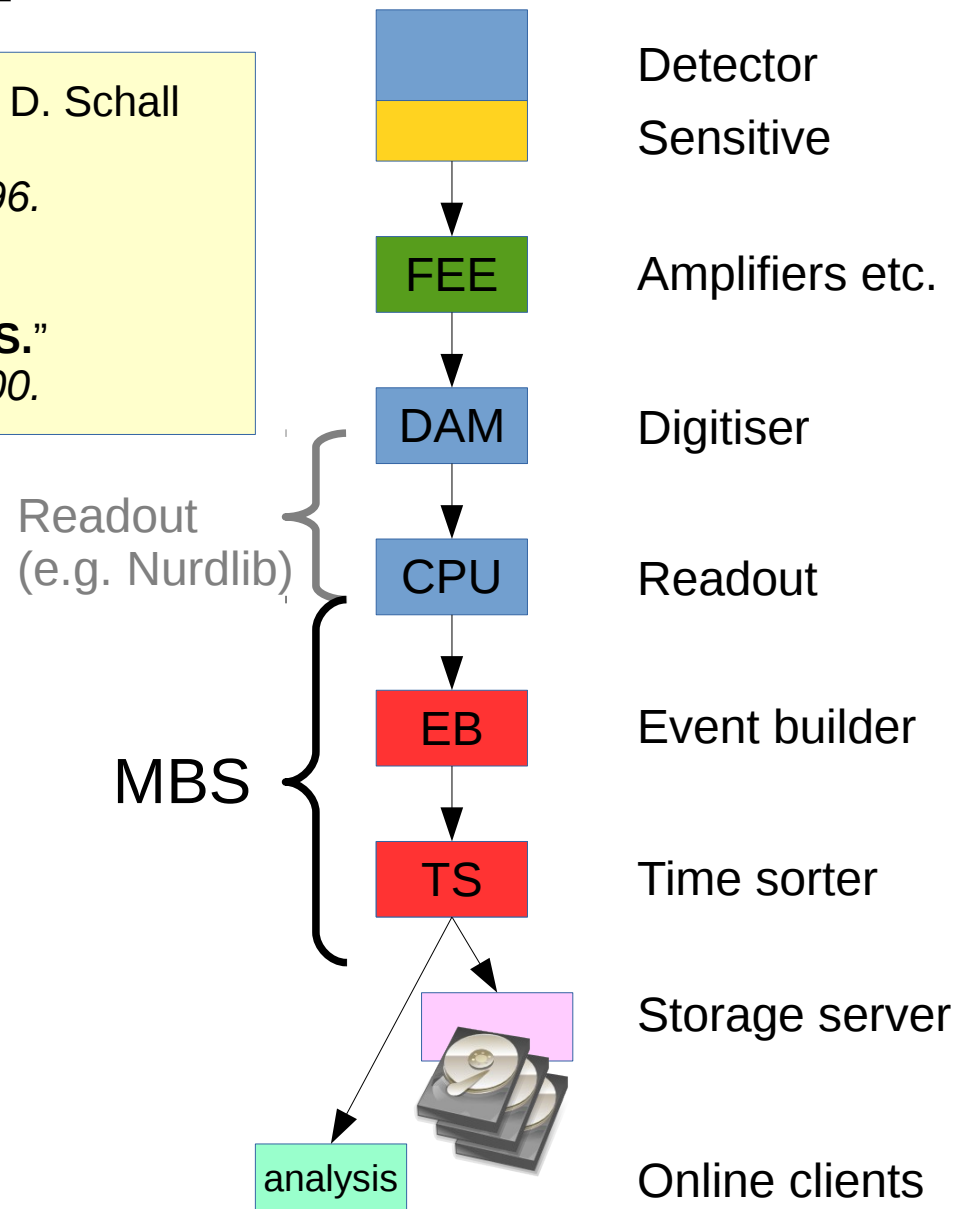 D. Schall
96.
S.”
00.
Detector
Sensitive
FEE
Amplifiers etc.
DAM
Digitiser
Readout
(e.g. Nurdlib)
CPU
Readout
EB
Event builder
MBS
TS
Time sorter
Storage server
analysis
Online clients